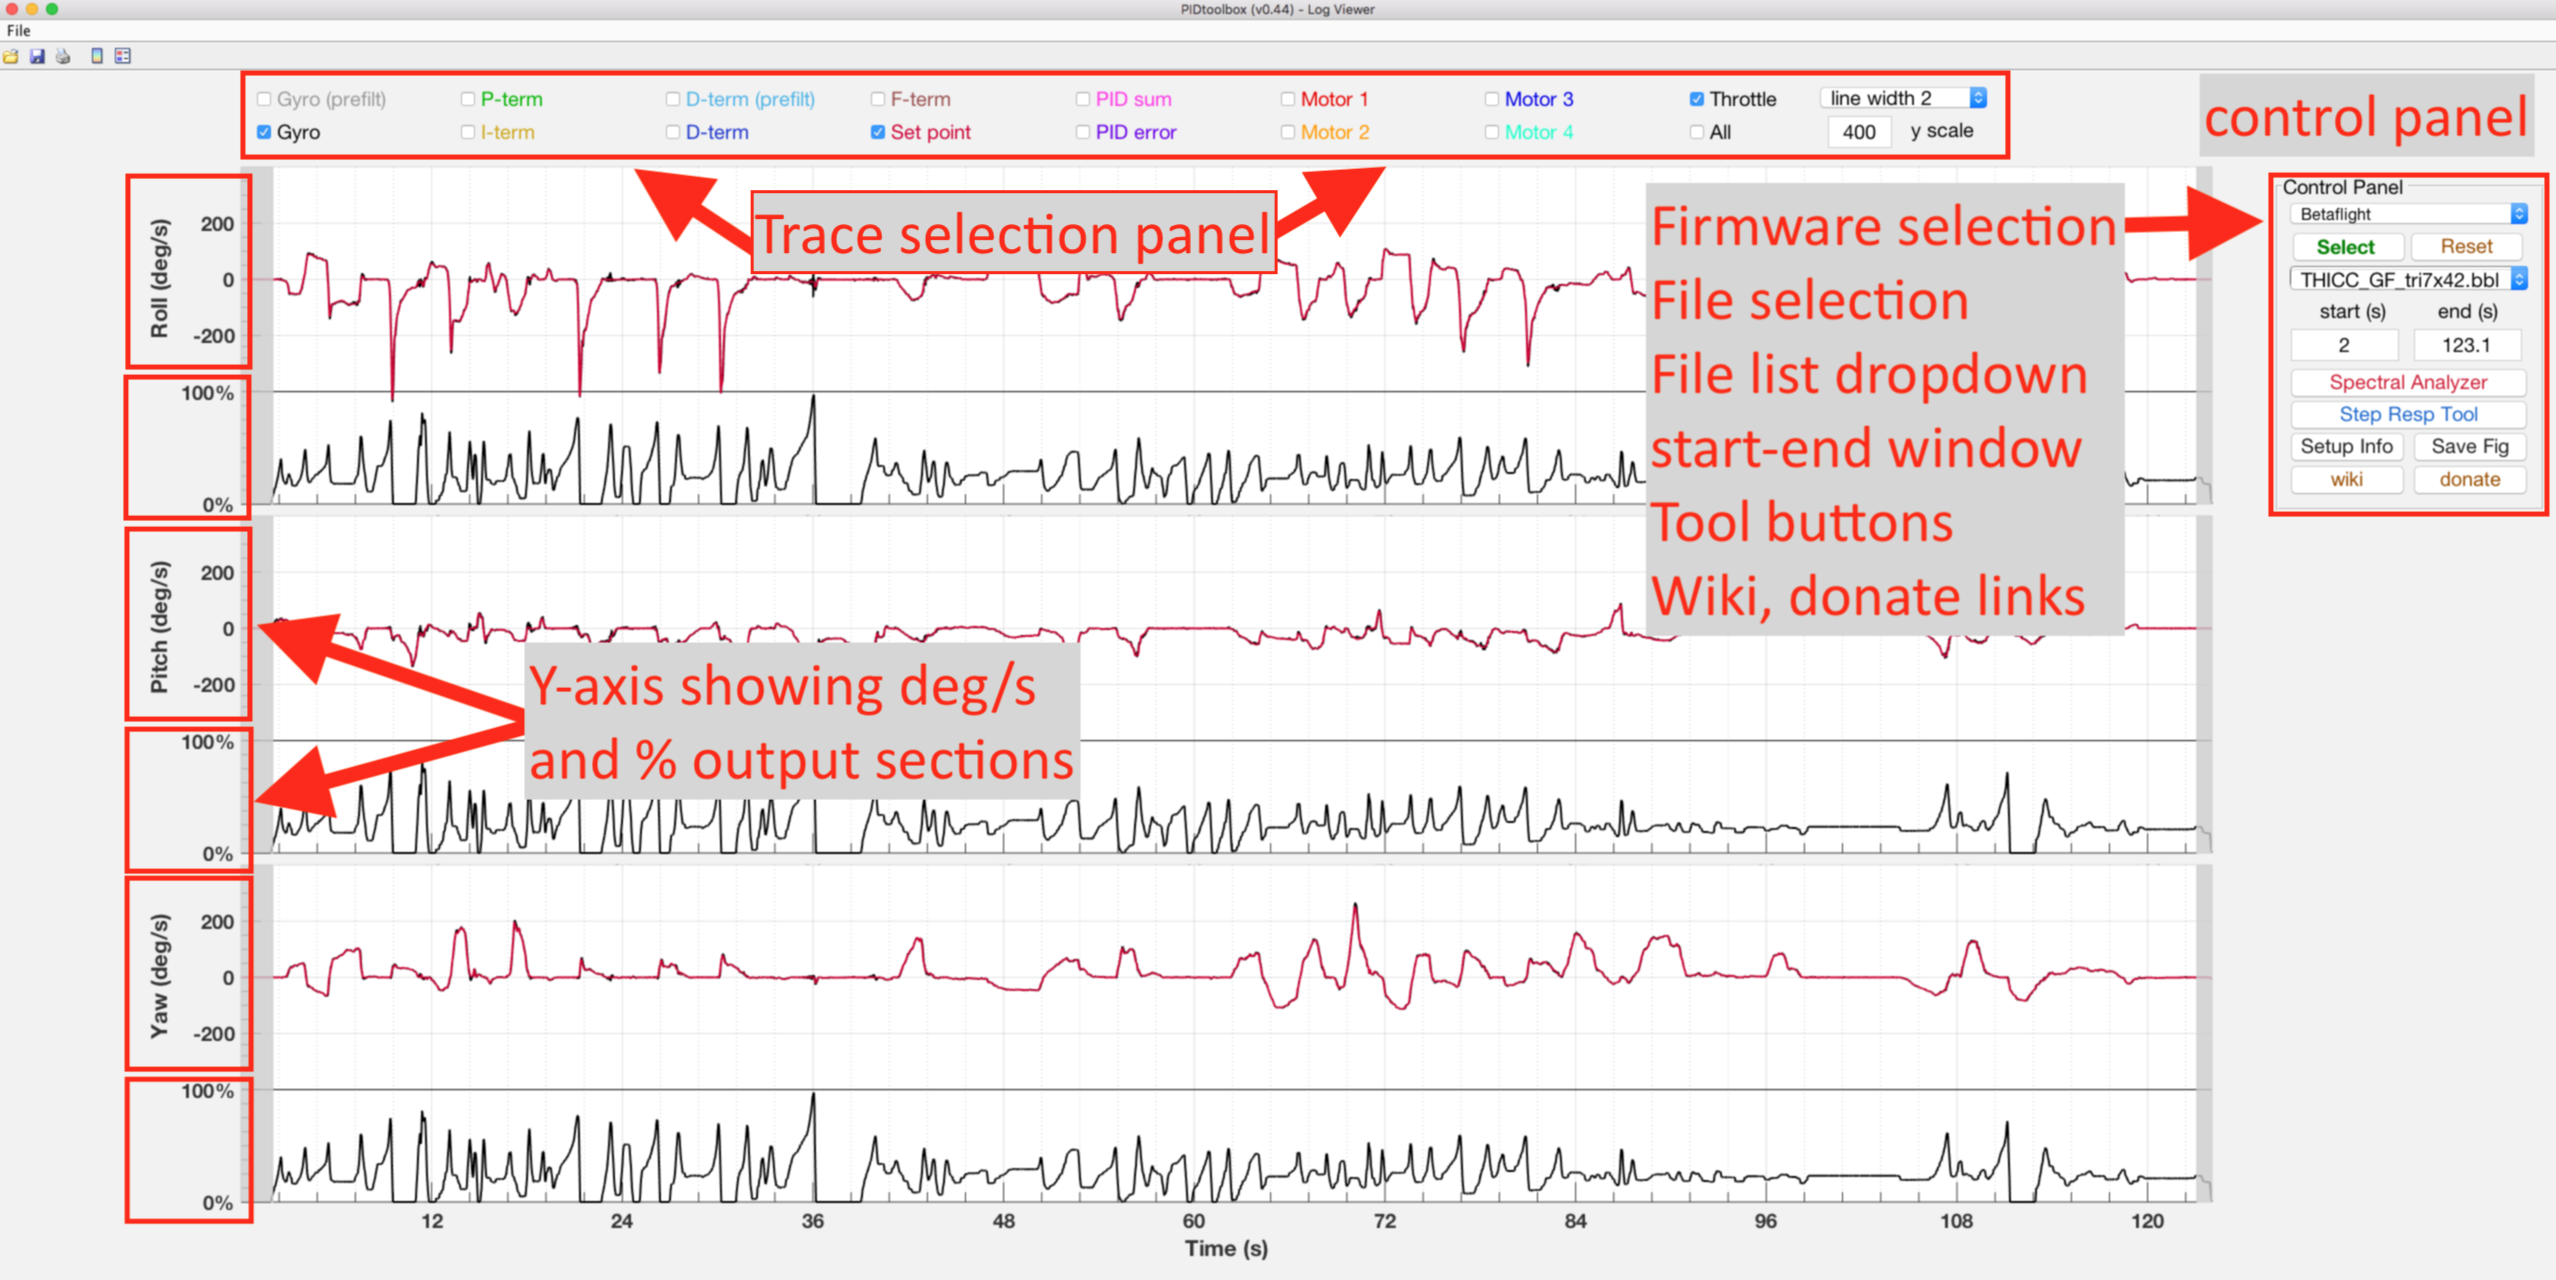 PIDtoolbox (v0.44) - Log Viewer
File
Gyro (prefilt) P-term D-term (prefilt) F-term PID sum Motor 1 Motor 3 Throttle line width 2
Gyro I-term D-term Set point PID error Motor 2 Motor 4 All 400 y scale
control panel
Trace selection panel
Firmware selection
File selection
File list dropdown
start-end window
Tool buttons
Wiki, donate links
Control Panel
Betaflight
Select Reset
THICC_GF_tri7x42.bbl
start (s) end (s)
2 123.1
Spectral Analyzer
Step Resp Tool
Setup Info Save Fig
wiki donate
Roll (deg/s)
200
0
-200
100%
0%
Pitch (deg/s)
200
0
-200
100%
0%
Y-axis showing deg/s
and % output sections
Yaw (deg/s)
200
0
-200
100%
0%
12 24 36 48 60 72 84 96 108 120
Time (s)